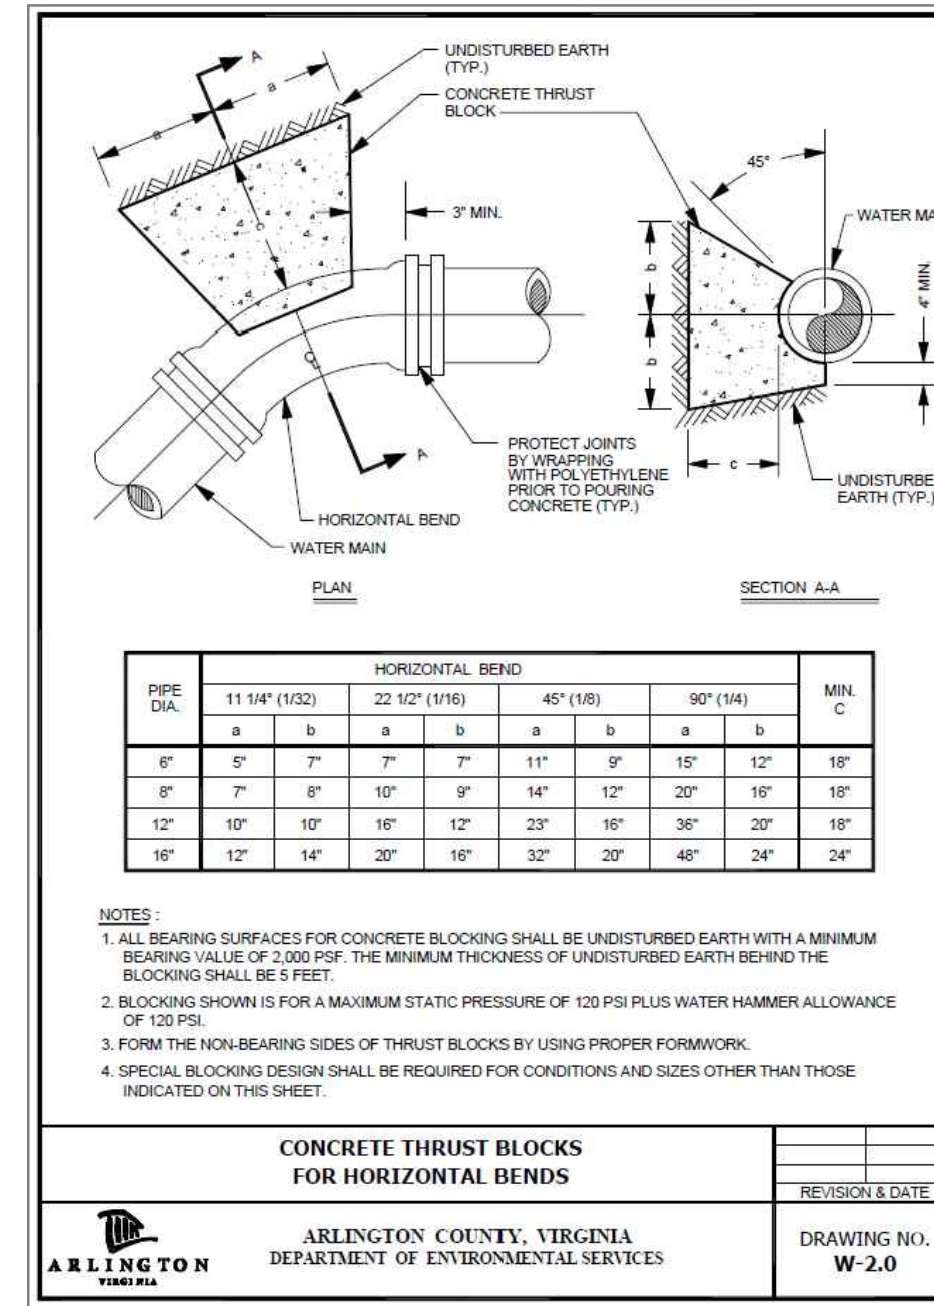 A
a
a
UNDISTURBED EARTH
(TYP.)
CONCRETE THRUST
BLOCK
3" MIN.
c
45°
WATER MA
b
b
4" MIN.
c
UNDISTURBE
EARTH (TYP.)
A
PROTECT JOINTS
BY WRAPPING
WITH POLYETHYLENE
PRIOR TO POURING
CONCRETE (TYP.)
HORIZONTAL BEND
WATER MAIN
PLAN
SECTION A-A
PIPE DIA. HORIZONTAL BEND MIN. C
11 1/4° (1/32) 22 1/2° (1/16) 45° (1/8) 90° (1/4)
a b a b a b a b
6" 5" 7" 7" 7" 11" 9" 15" 12" 18"
8" 7" 8" 10" 9" 14" 12" 20" 16" 18"
12" 10" 10" 16" 12" 23" 16" 36" 20" 18"
16" 12" 14" 20" 16" 32" 20" 48" 24" 24"
NOTES :
1. ALL BEARING SURFACES FOR CONCRETE BLOCKING SHALL BE UNDISTURBED EARTH WITH A MINIMUM
BEARING VALUE OF 2,000 PSF. THE MINIMUM THICKNESS OF UNDISTURBED EARTH BEHIND THE
BLOCKING SHALL BE 5 FEET.
2. BLOCKING SHOWN IS FOR A MAXIMUM STATIC PRESSURE OF 120 PSI PLUS WATER HAMMER ALLOWANCE
OF 120 PSI.
3. FORM THE NON-BEARING SIDES OF THRUST BLOCKS BY USING PROPER FORMWORK.
4. SPECIAL BLOCKING DESIGN SHALL BE REQUIRED FOR CONDITIONS AND SIZES OTHER THAN THOSE
INDICATED ON THIS SHEET.
CONCRETE THRUST BLOCKS
FOR HORIZONTAL BENDS
REVISION & DATE
ARLINGTON
VIRGINIA
ARLINGTON COUNTY, VIRGINIA
DEPARTMENT OF ENVIRONMENTAL SERVICES
DRAWING NO.
W-2.0